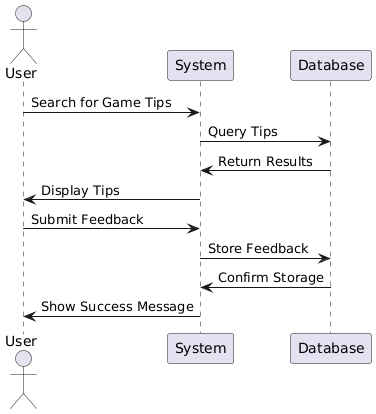 User
System
Database
Search for Game Tips
Query Tips
Return Results
Display Tips
Submit Feedback
Store Feedback
Confirm Storage
Show Success Message
User
System
Database